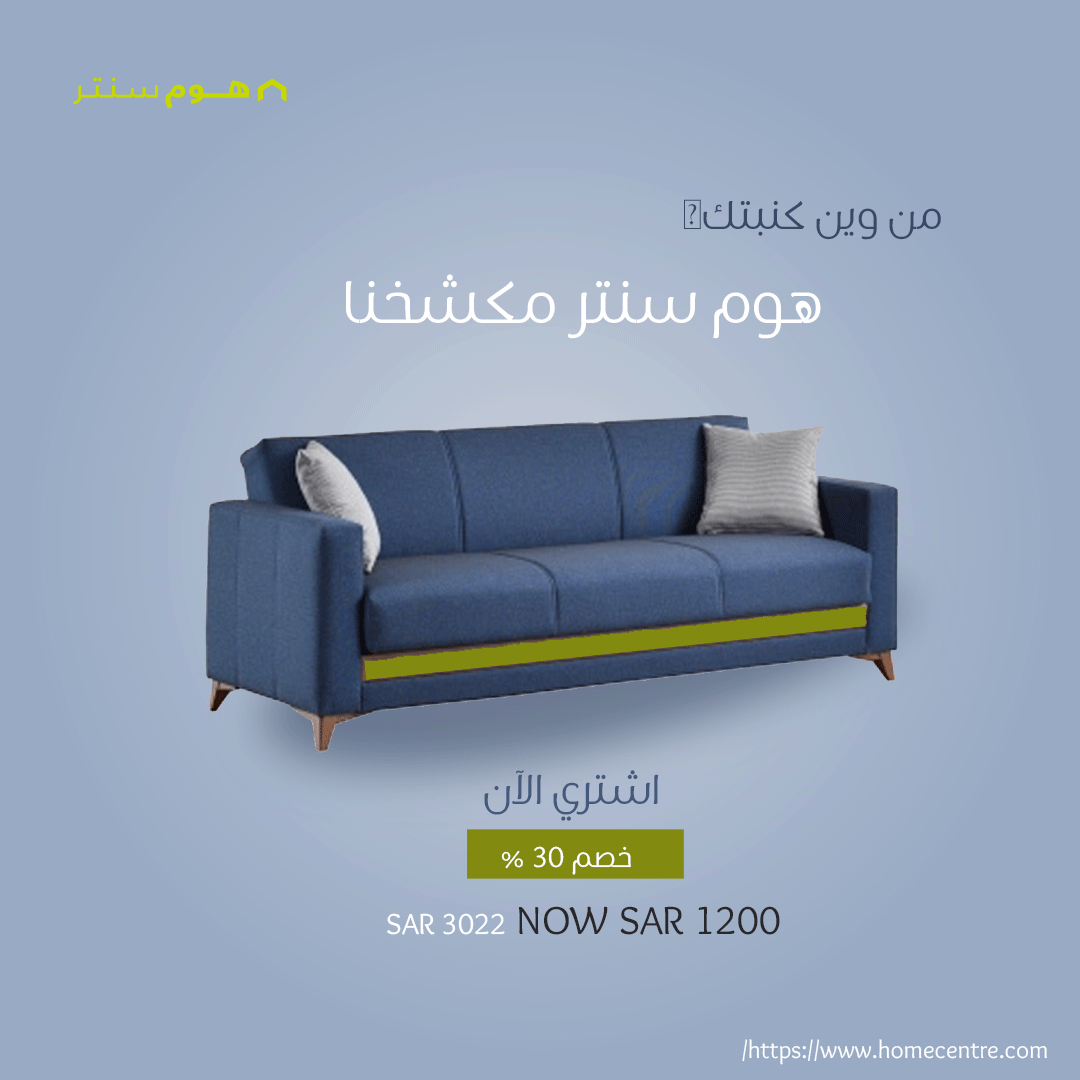 هوم سنتر
من وين كنبتك?
هوم سنتر مكشخنا
اشتري الآن
خصم 30 %
SAR 3022 NOW SAR 1200
/https://www.homecentre.com